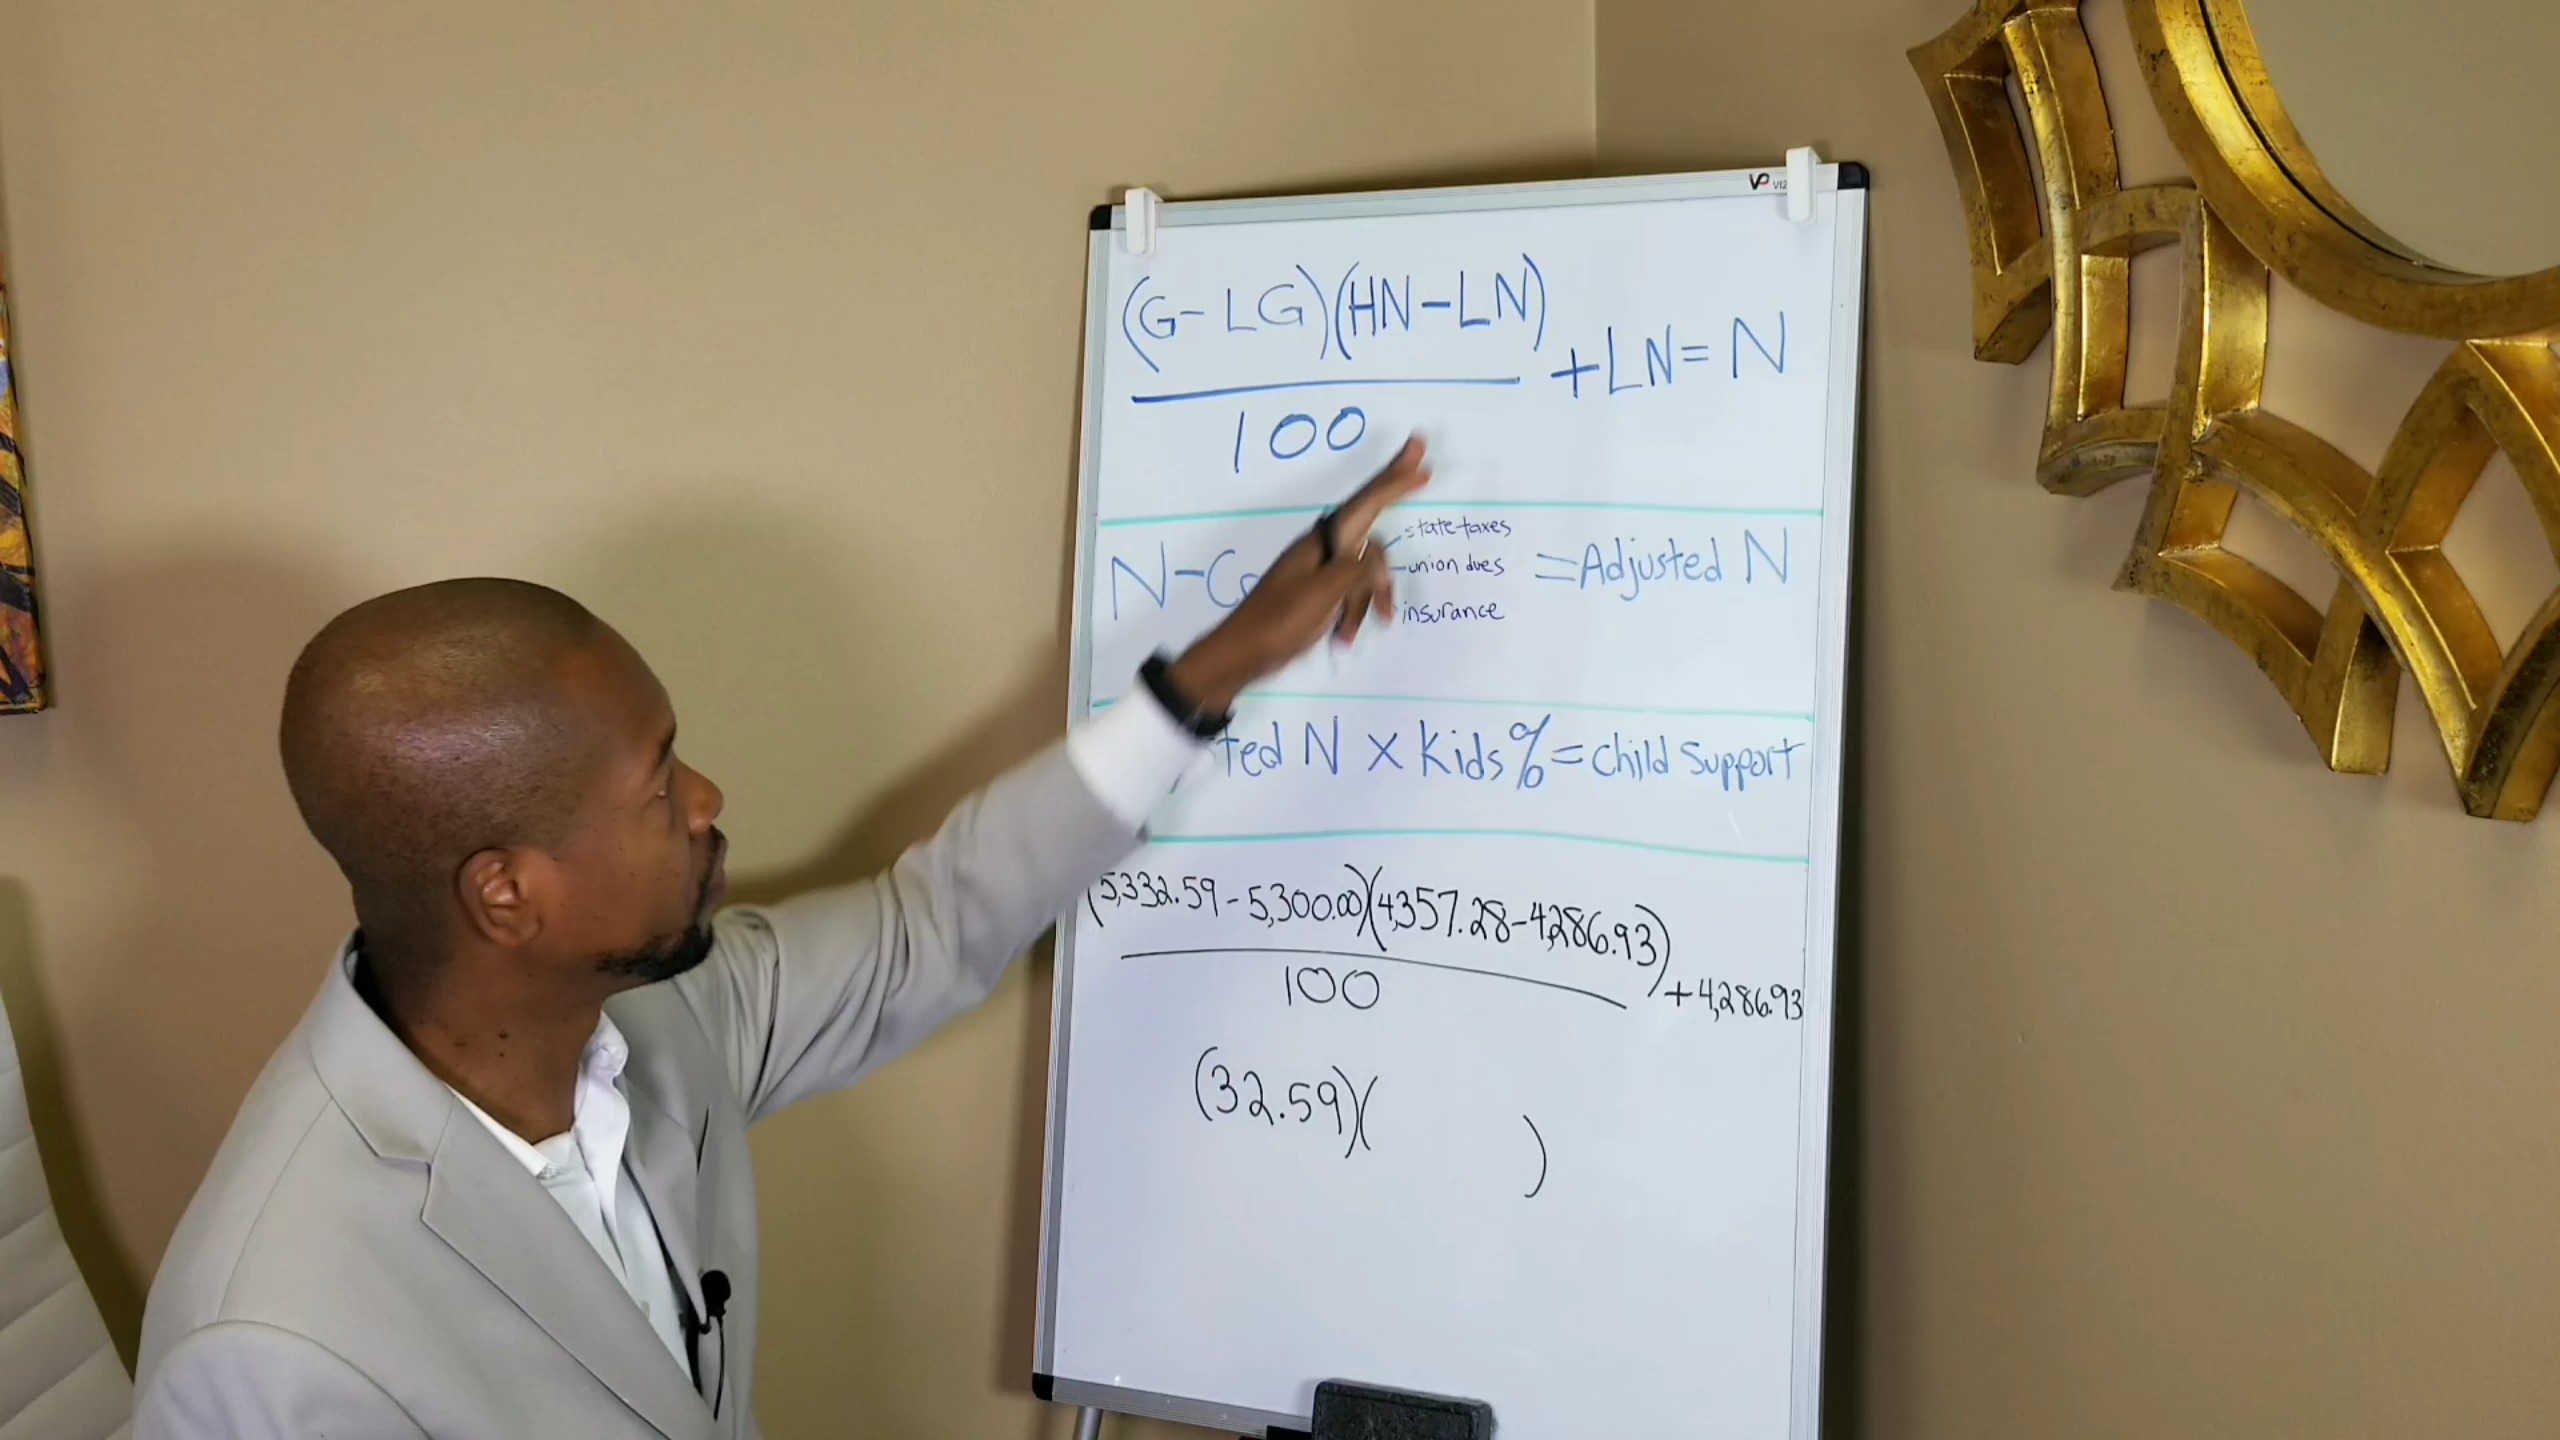 (G-LG)(HN-LN)
+LN=N
100
state taxes
N-
union dues
=Adjusted N
insurance
N x Kids%=Child Support
(5,332.59-5,300.00)(4,357.28-4,286.93)
+4,286.93
100
(32.59)( )